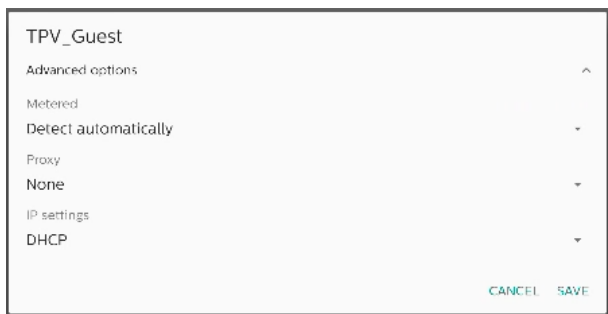 TPV_Guest
Advanced options
Metered
Detect automatically
Proxy
None
IP settings
DHCP
CANCEL SAVE